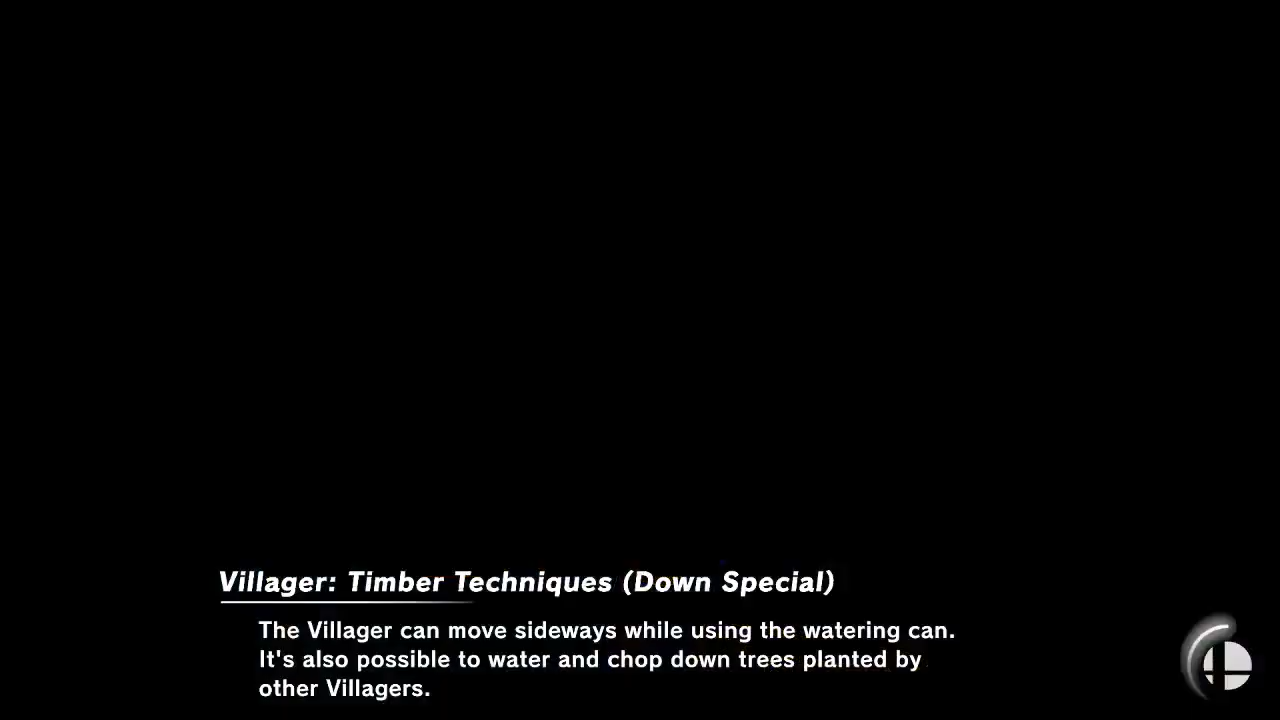 Villager: Timber Techniques (Down Special)
The Villager can move sideways while using the watering can.
It's also possible to water and chop down trees planted by
other Villagers.